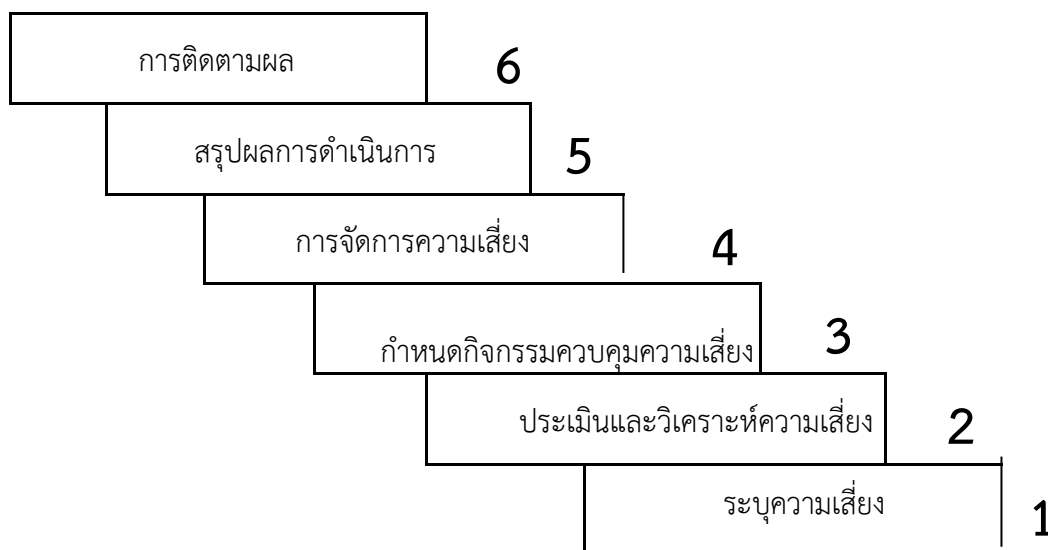 การติดตามผล 6
สรุปผลการดำเนินการ 5
การจัดการความเสี่ยง 4
กำหนดกิจกรรมควบคุมความเสี่ยง 3
ประเมินและวิเคราะห์ความเสี่ยง 2
ระบุความเสี่ยง 1